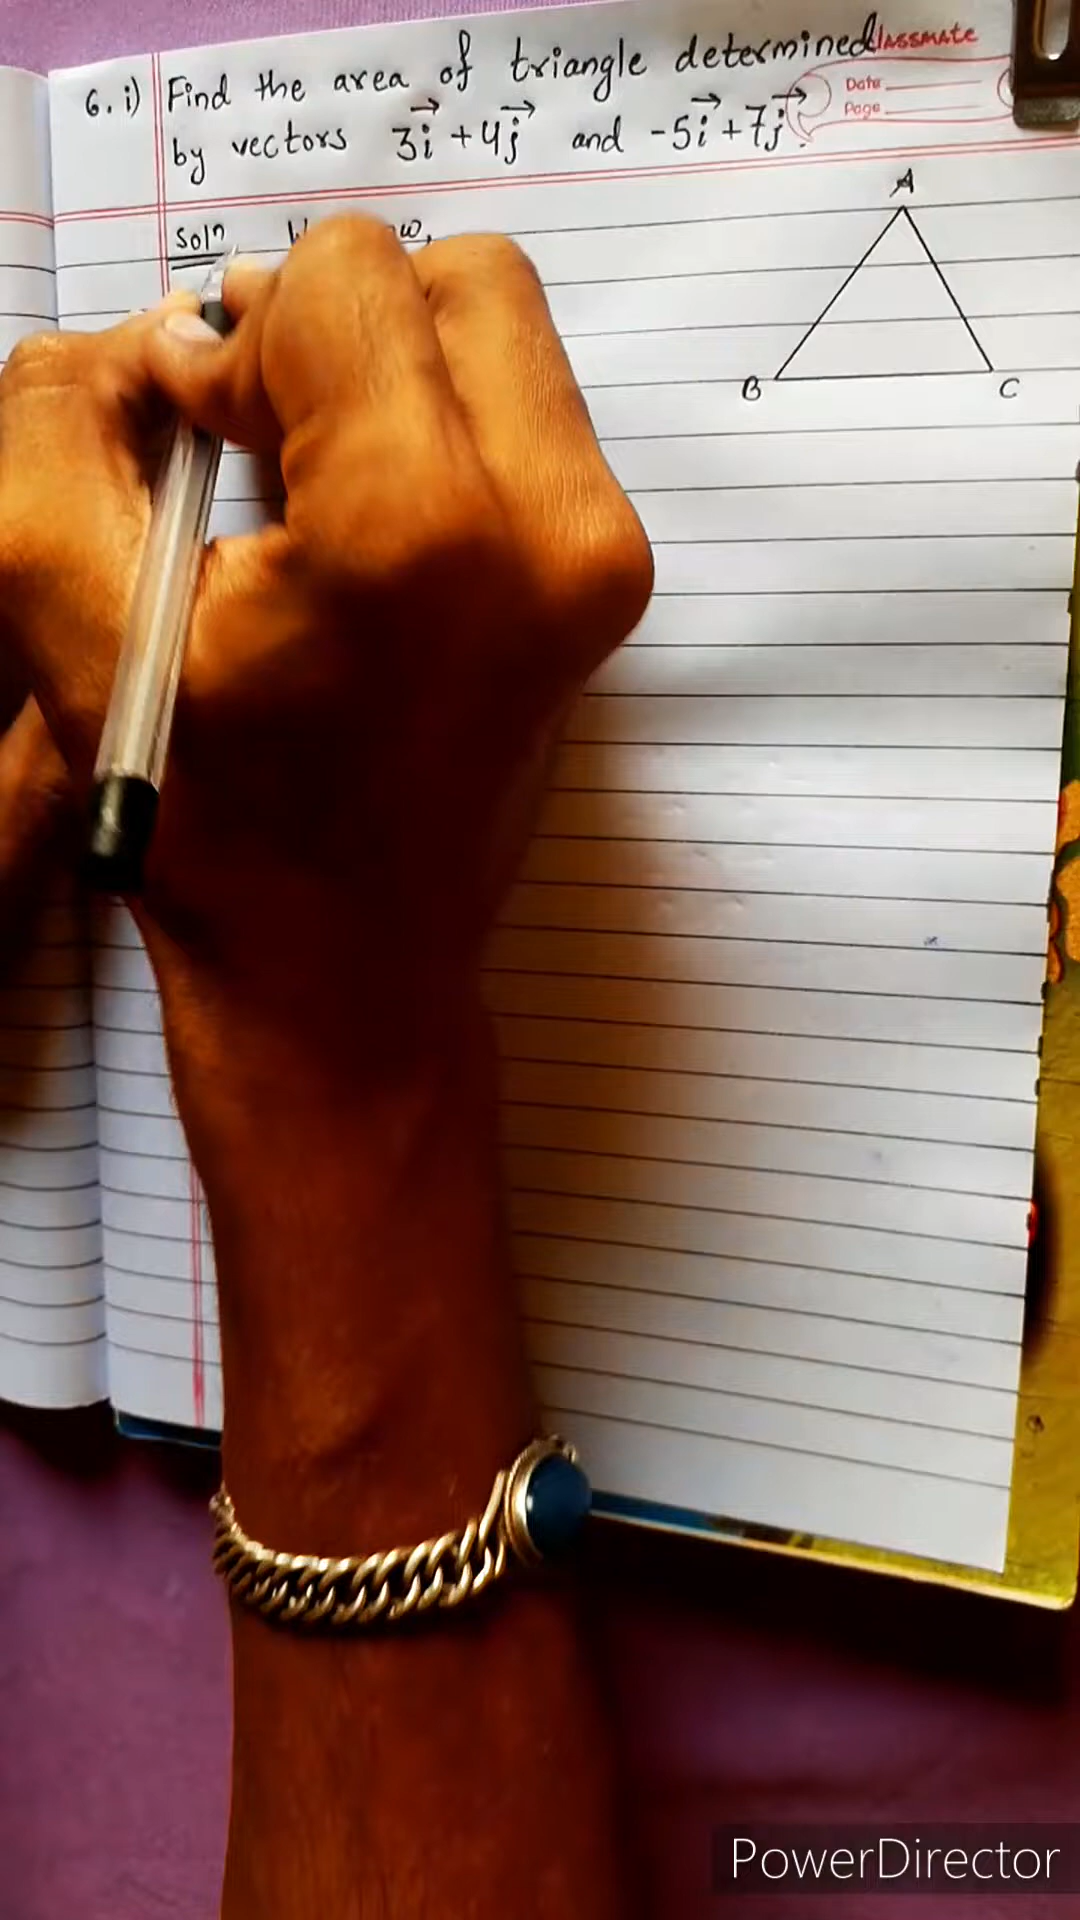 6. i) Find the area of triangle determined
classmate
Date
Page
by vectors 3i⃗ + 4j⃗ and -5i⃗ + 7j⃗.
Soln
A
B
C
PowerDirector